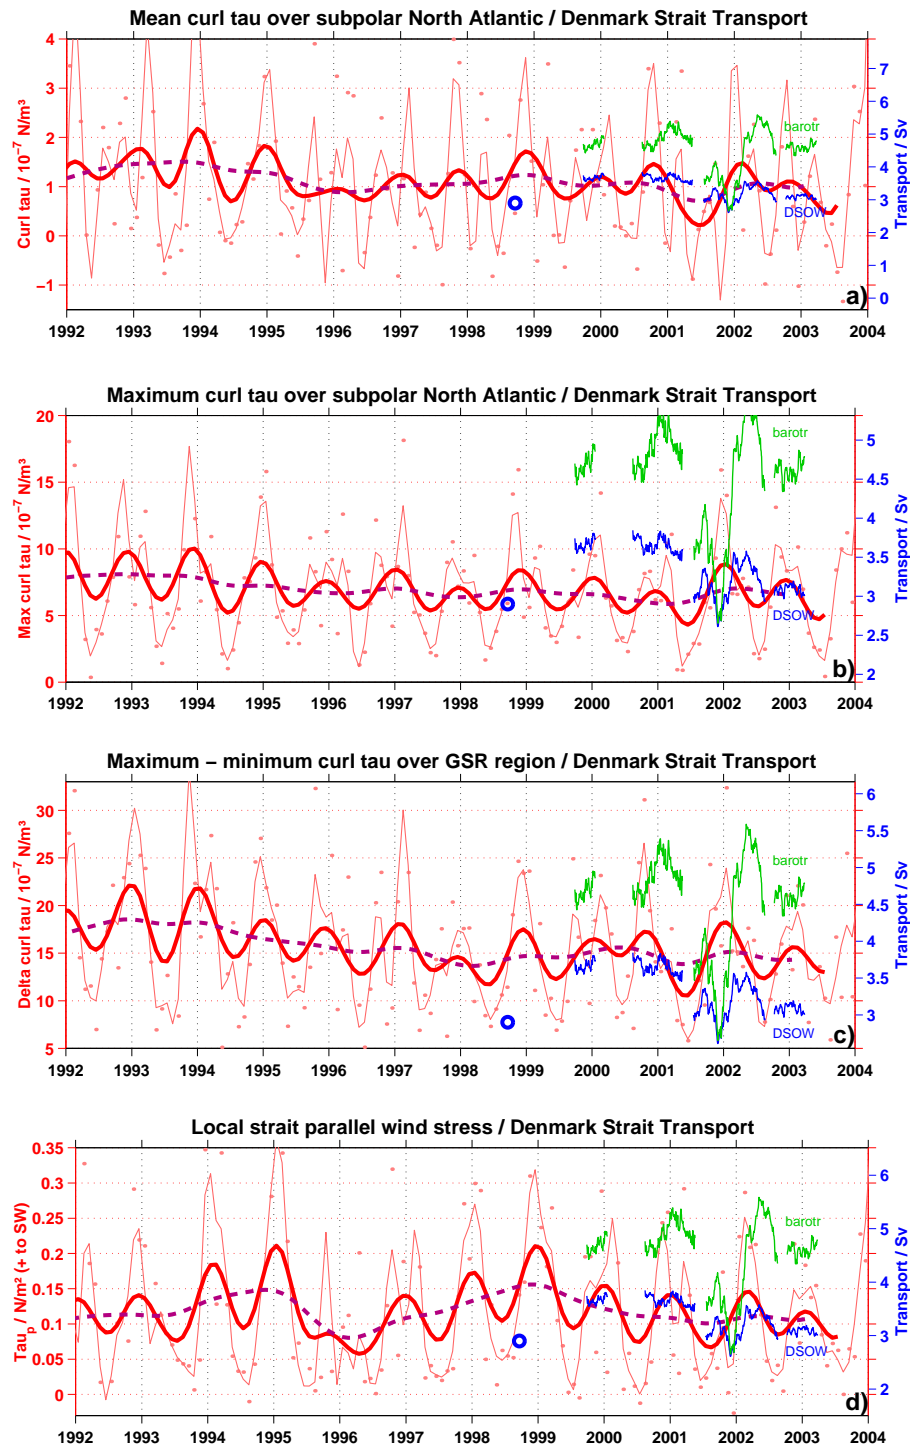 Mean curl tau over subpolar North Atlantic / Denmark Strait Transport
4
3
2
1
0
−1
Curl tau / 10⁻⁷ N/m³
7
6
5
4
3
2
1
0
Transport / Sv
barotr
DSOW
a)
1992 1993 1994 1995 1996 1997 1998 1999 2000 2001 2002 2003 2004
Maximum curl tau over subpolar North Atlantic / Denmark Strait Transport
20
15
10
5
0
Max curl tau / 10⁻⁷ N/m³
5
4.5
4
3.5
3
2.5
2
Transport / Sv
barotr
DSOW
b)
1992 1993 1994 1995 1996 1997 1998 1999 2000 2001 2002 2003 2004
Maximum − minimum curl tau over GSR region / Denmark Strait Transport
30
25
20
15
10
5
Delta curl tau / 10⁻⁷ N/m³
6
5.5
5
4.5
4
3.5
3
Transport / Sv
barotr
DSOW
c)
1992 1993 1994 1995 1996 1997 1998 1999 2000 2001 2002 2003 2004
Local strait parallel wind stress / Denmark Strait Transport
0.35
0.3
0.25
0.2
0.15
0.1
0.05
0
Tau_p / N/m² (+ to SW)
6
5
4
3
2
Transport / Sv
barotr
DSOW
d)
1992 1993 1994 1995 1996 1997 1998 1999 2000 2001 2002 2003 2004